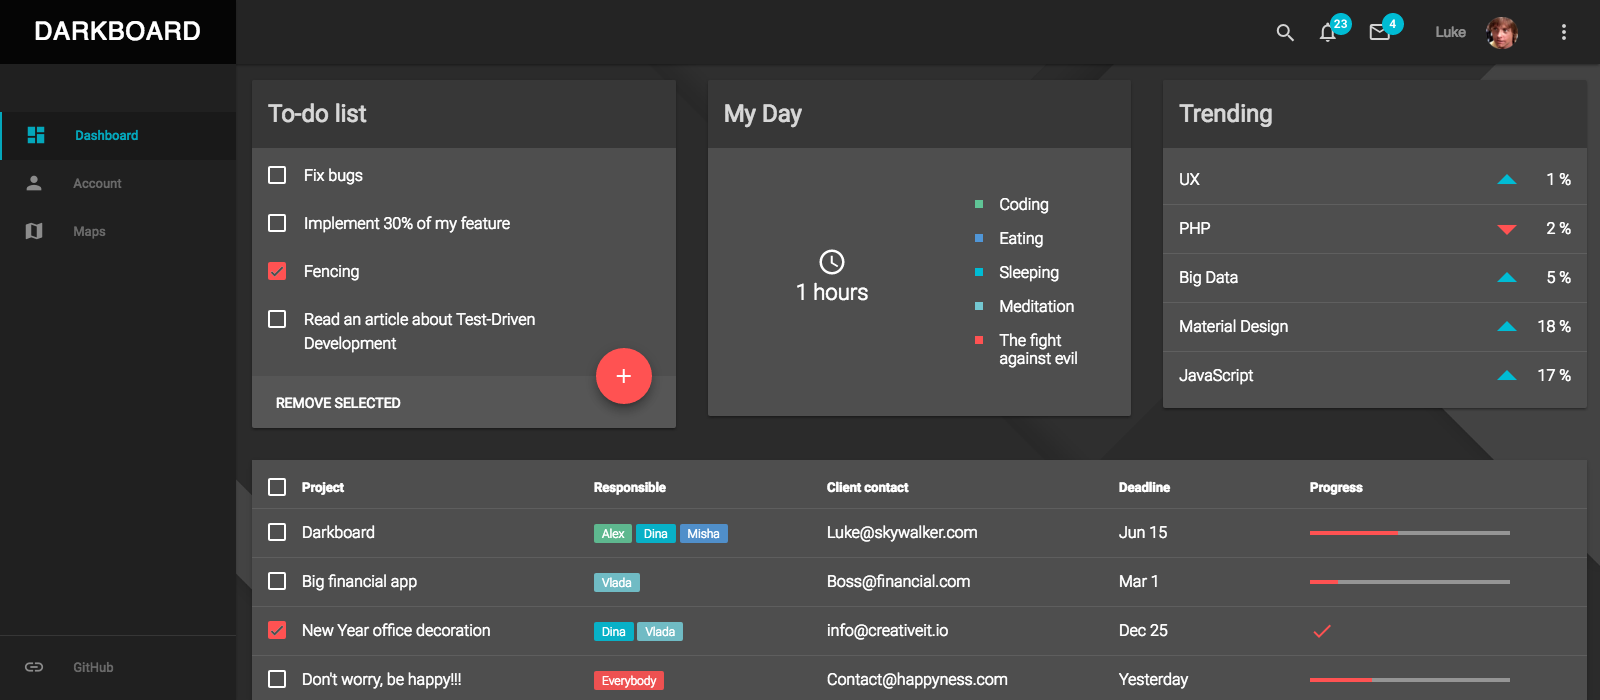 DARKBOARD
23
4
Luke
Dashboard
Account
Maps
GitHub
To-do list
Fix bugs
Implement 30% of my feature
Fencing
Read an article about Test-Driven
Development
REMOVE SELECTED
My Day
1 hours
Coding
Eating
Sleeping
Meditation
The fight
against evil
Trending
UX 1 %
PHP 2 %
Big Data 5 %
Material Design 18 %
JavaScript 17 %
Project Responsible Client contact Deadline Progress
Darkboard Alex Dina Misha Luke@skywalker.com Jun 15
Big financial app Vlada Boss@financial.com Mar 1
New Year office decoration Dina Vlada info@creativeit.io Dec 25
Don't worry, be happy!!! Everybody Contact@happyness.com Yesterday